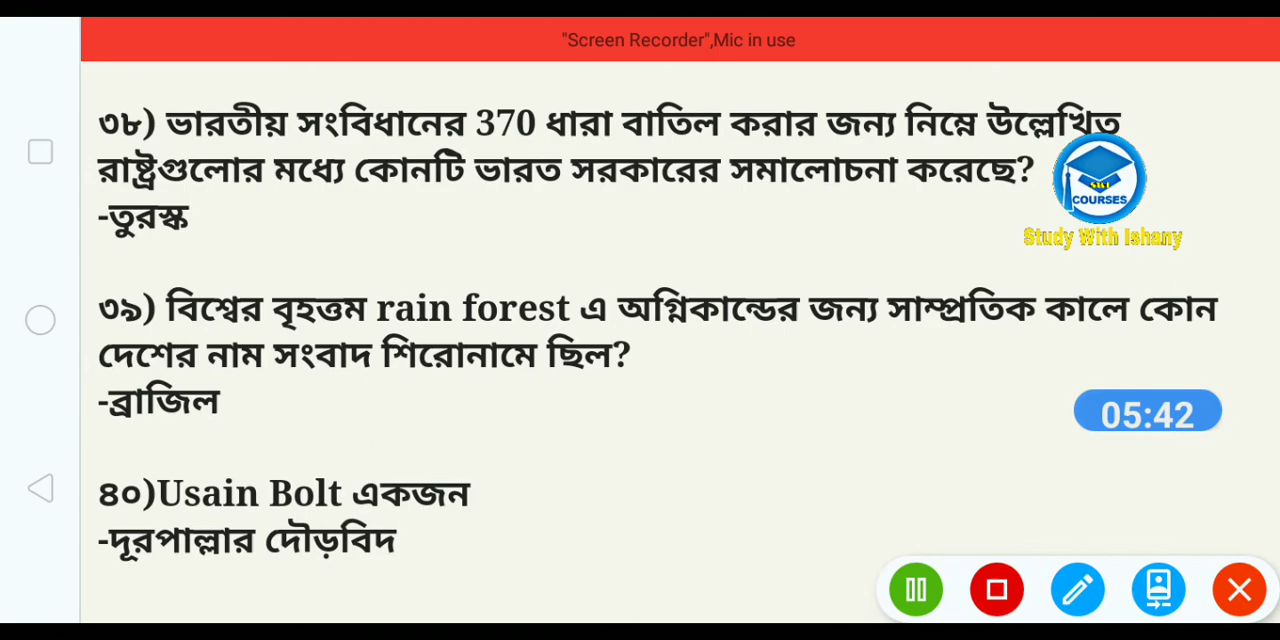 "Screen Recorder",Mic in use
৩৮) ভারতীয় সংবিধানের 370 ধারা বাতিল করার জন্য নিম্নে উল্লেখিত
রাষ্ট্রগুলোর মধ্যে কোনটি ভারত সরকারের সমালোচনা করেছে?
-তুরস্ক
SWI
COURSES
Study With Ishany
৩৯) বিশ্বের বৃহত্তম rain forest এ অগ্নিকান্ডের জন্য সাম্প্রতিক কালে কোন
দেশের নাম সংবাদ শিরোনামে ছিল?
-ব্রাজিল
05:42
৪০)Usain Bolt একজন
-দূরপাল্লার দৌড়বিদ